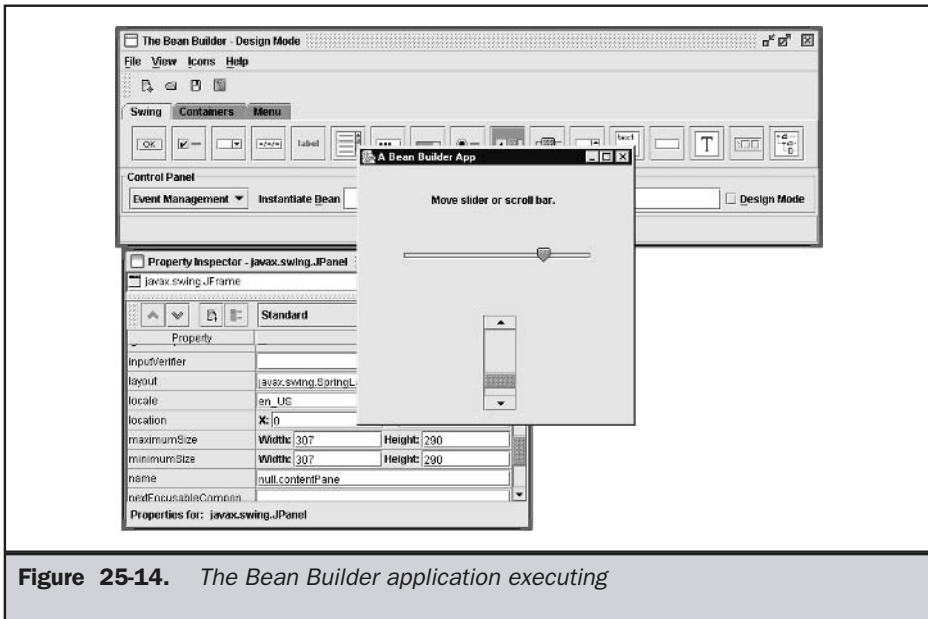 The Bean Builder - Design Mode
File View Icons Help
Swing Containers Menu
OK label text T
A Bean Builder App
Control Panel
Event Management Instantiate Bean Design Mode
Move slider or scroll bar.
Property Inspector - javax.swing.JPanel
javax.swing.JFrame
Standard
Property
inputVerifier
layout javax.swing.SpringL
locale en_US
location X: 0
maximumSize Width: 307 Height: 290
minimumSize Width: 307 Height: 290
name null.contentPane
nextFocusableCompon
Properties for: javax.swing.JPanel
Figure 25-14. The Bean Builder application executing